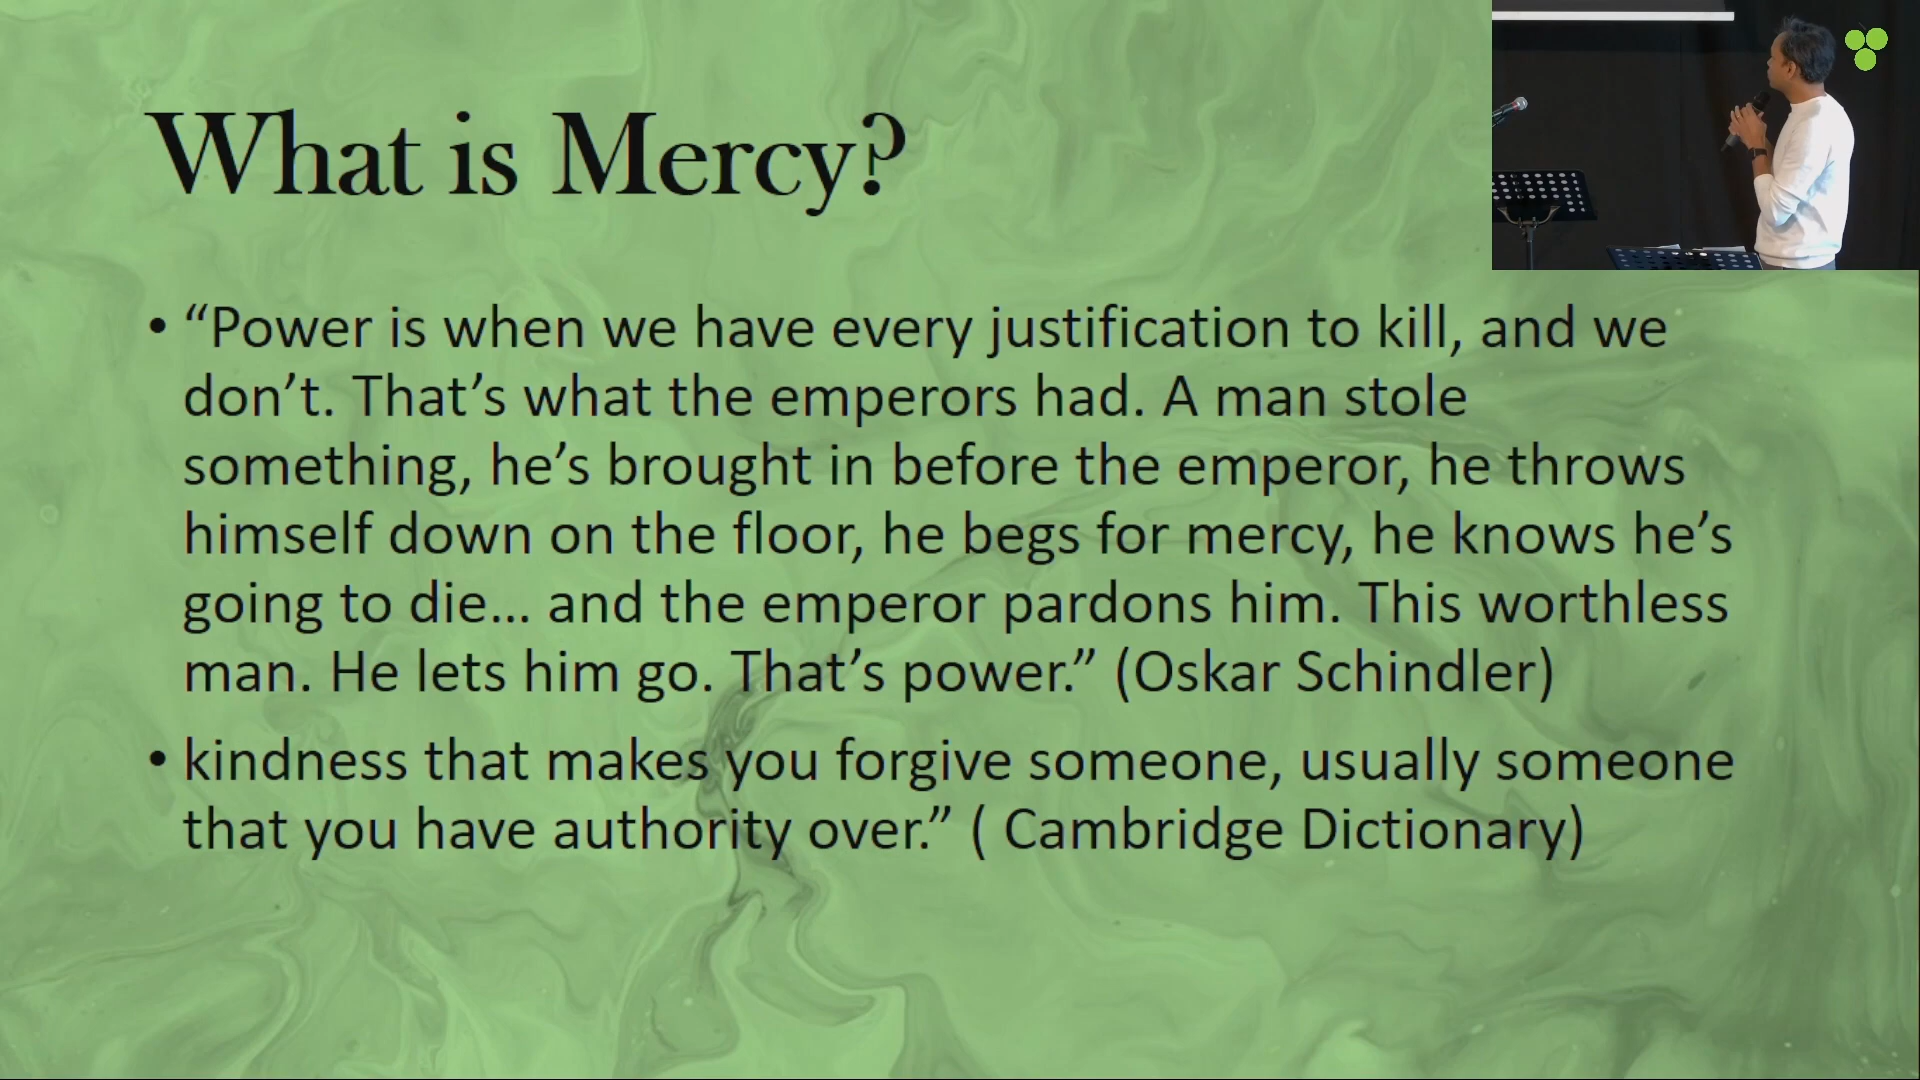 What is Mercy?
• “Power is when we have every justification to kill, and we
don’t. That’s what the emperors had. A man stole
something, he’s brought in before the emperor, he throws
himself down on the floor, he begs for mercy, he knows he’s
going to die… and the emperor pardons him. This worthless
man. He lets him go. That’s power.” (Oskar Schindler)
• kindness that makes you forgive someone, usually someone
that you have authority over.” ( Cambridge Dictionary)